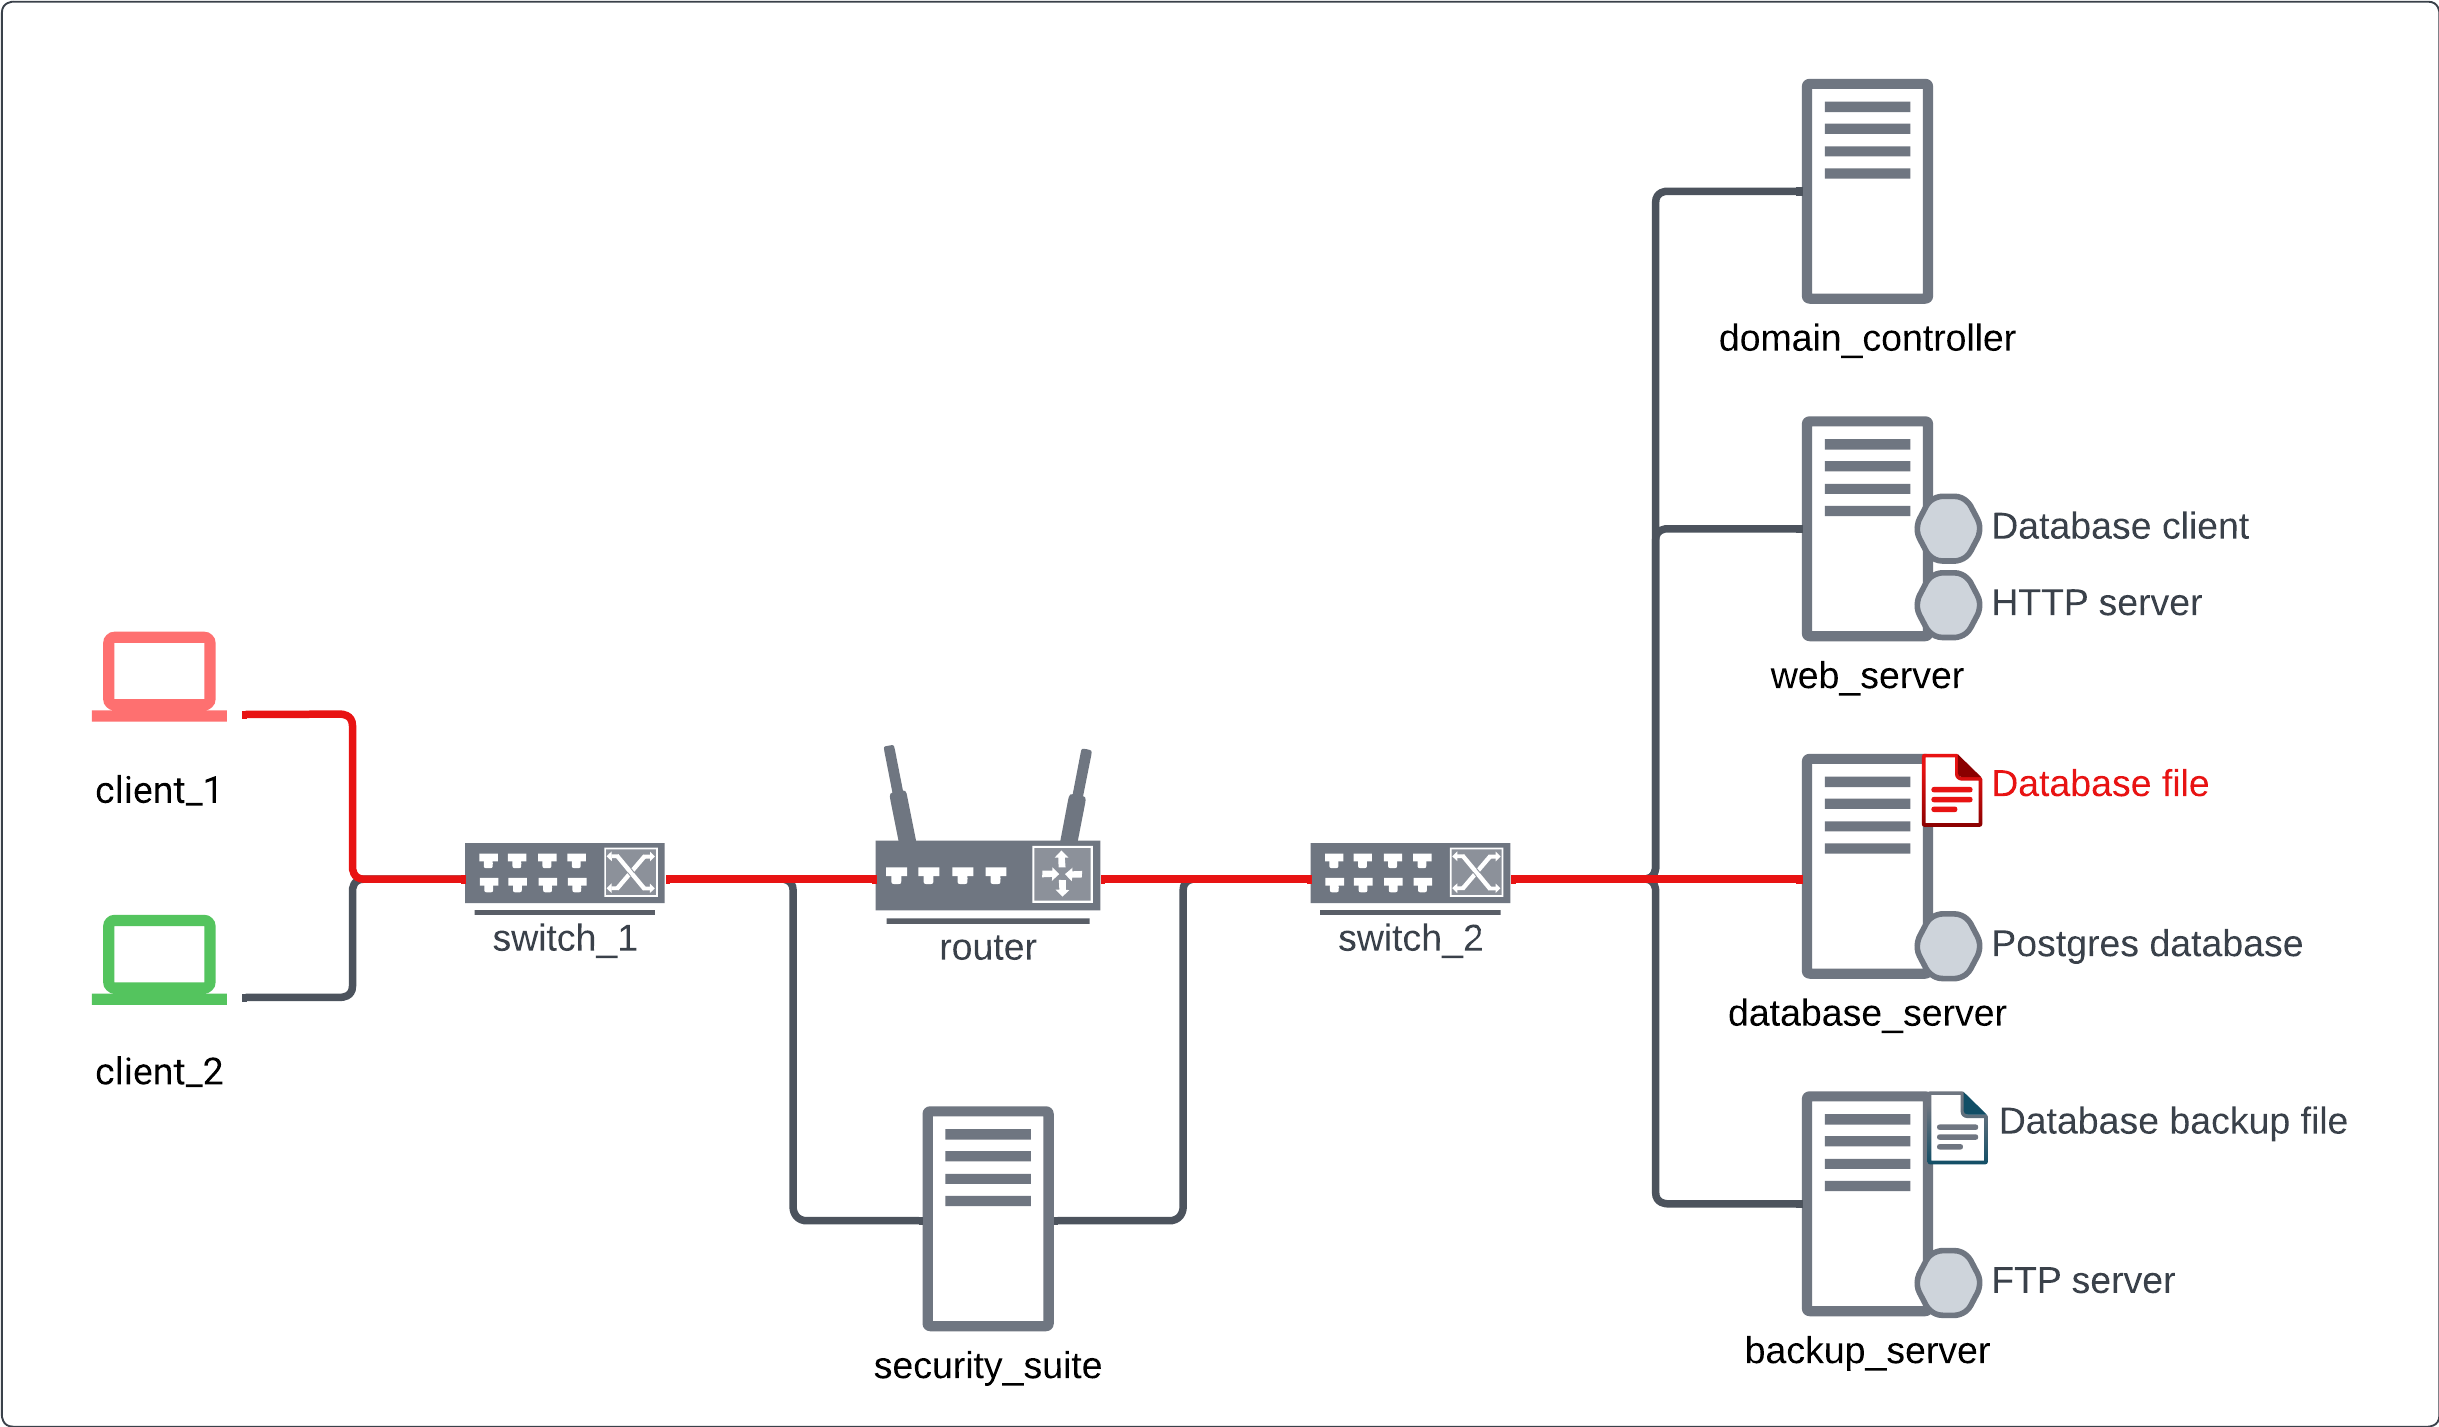 domain_controller
Database client
HTTP server
web_server
client_1
Database file
switch_1
router
switch_2
Postgres database
database_server
client_2
Database backup file
FTP server
security_suite
backup_server